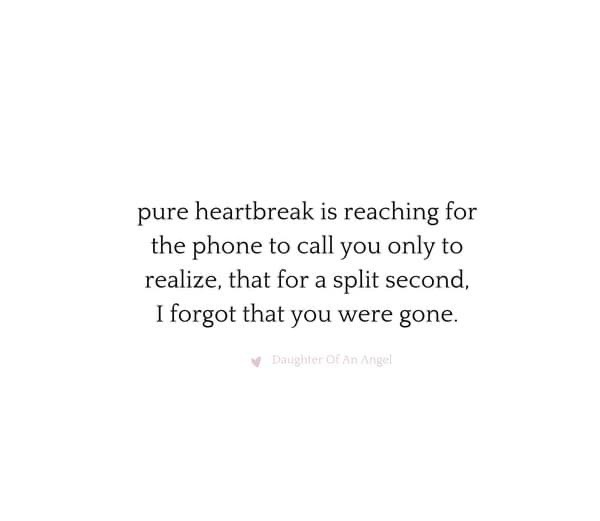 pure heartbreak is reaching for
the phone to call you only to
realize, that for a split second,
I forgot that you were gone.
Daughter Of An Angel